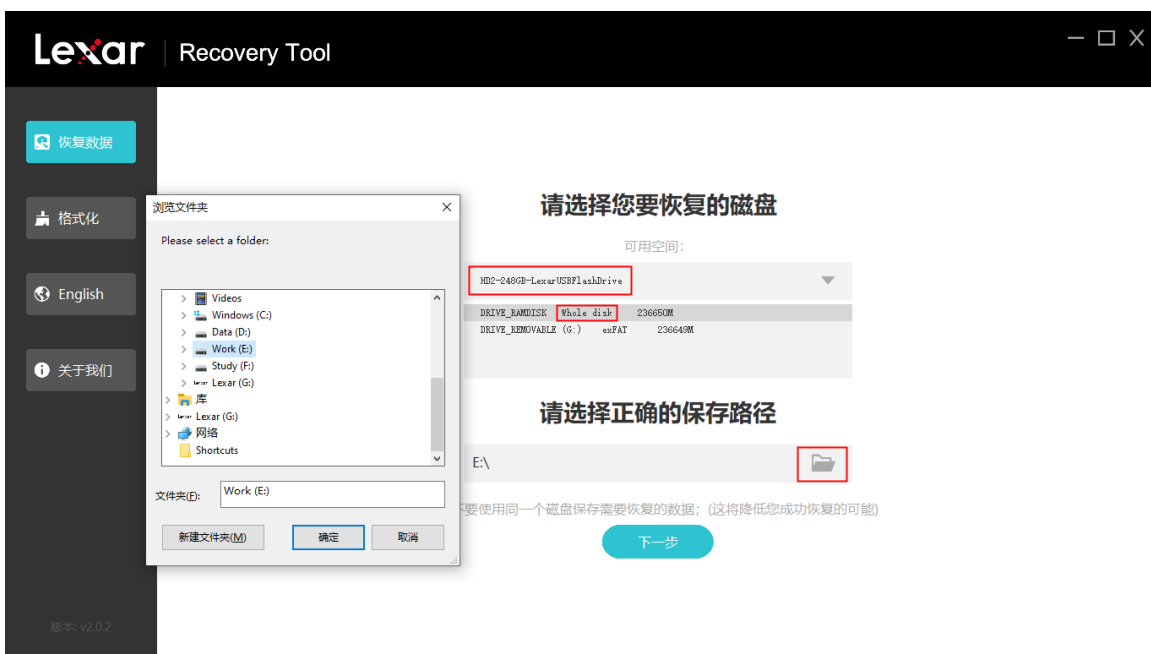 Lexar Recovery Tool
恢复数据
格式化
English
关于我们
版本: v2.0.2
浏览文件夹
Please select a folder:
Videos
Windows (C:)
Data (D:)
Work (E:)
Study (F:)
Lexar (G:)
库
Lexar (G:)
网络
Shortcuts
文件夹(F): Work (E:)
新建文件夹(M) 确定 取消
请选择您要恢复的磁盘
可用空间:
HD2-248GB-LexarUSBFlashDrive
DRIVE_RAMDISK Whole disk 236650M
DRIVE_REMOVABLE (G:) exFAT 236649M
请选择正确的保存路径
E:\
要使用同一个磁盘保存需要恢复的数据；(这将降低您成功恢复的可能)
下一步